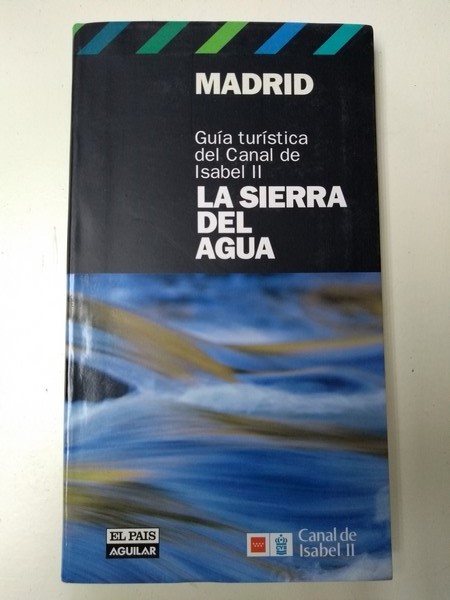 MADRID
Guía turística
del Canal de
Isabel II
LA SIERRA
DEL
AGUA
EL PAIS
AGUILAR
Canal de
Isabel II